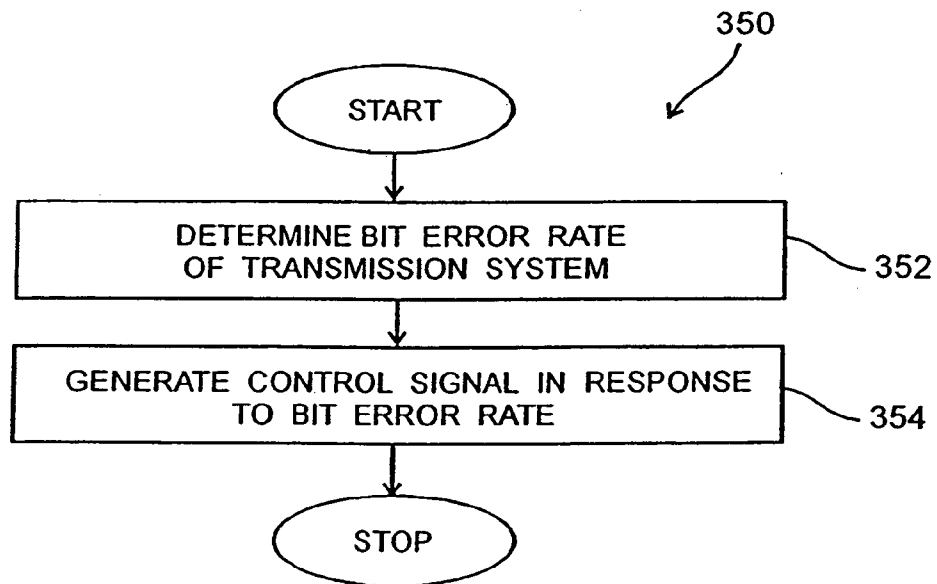 350
START
DETERMINE BIT ERROR RATE
OF TRANSMISSION SYSTEM
352
GENERATE CONTROL SIGNAL IN RESPONSE
TO BIT ERROR RATE
354
STOP